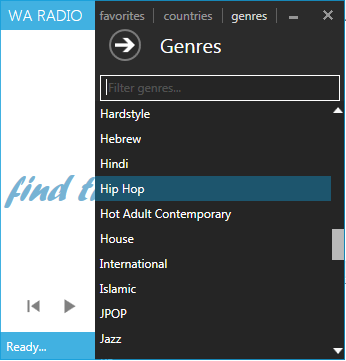 WA RADIO
favorites | countries | genres
Genres
Filter genres...
Hardstyle
Hebrew
Hindi
Hip Hop
Hot Adult Contemporary
House
International
Islamic
JPOP
Jazz
find
Ready...